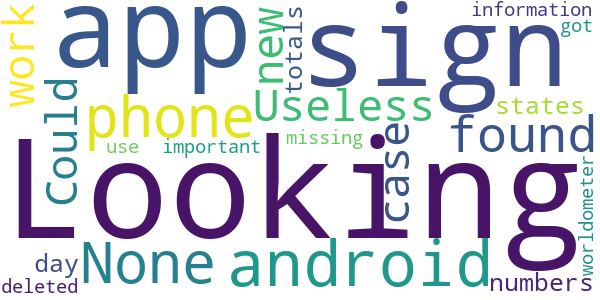 work
app
new
totals
sign
information
got
Could
phone
Useless
states
use
important
missing
case
found
Looking
worldometer
day
None
android
numbers
deleted